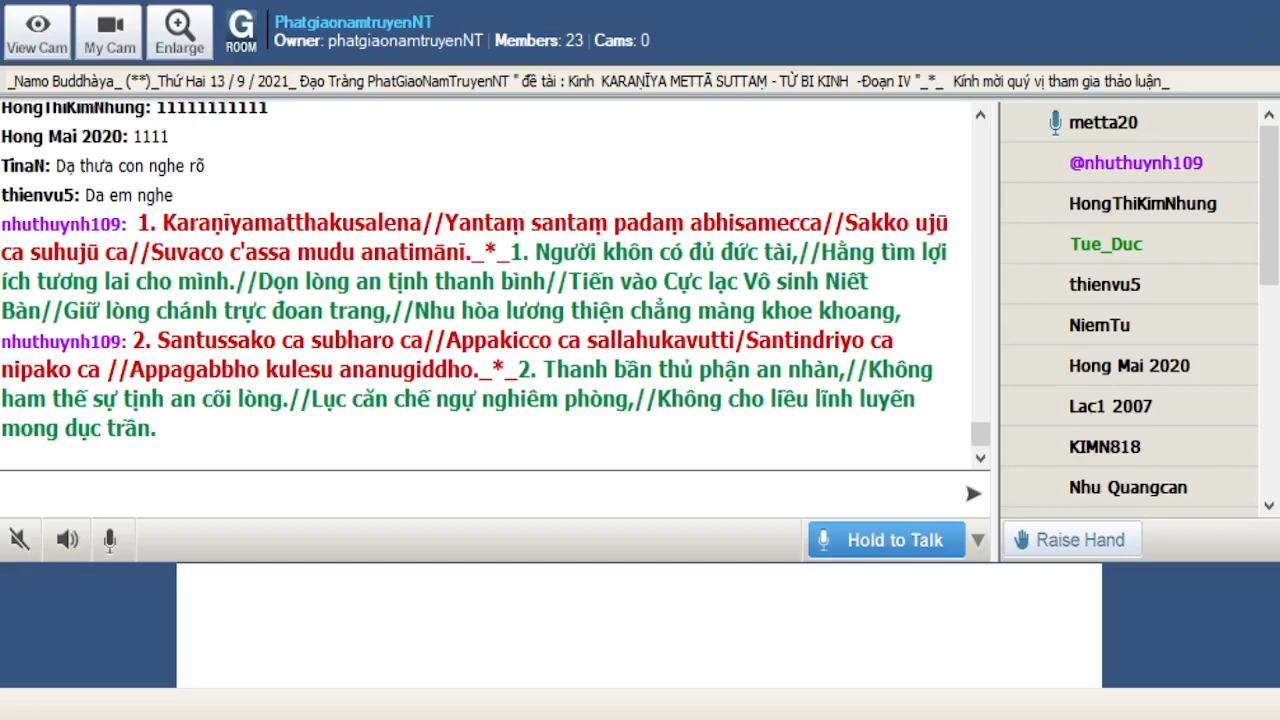 View Cam
My Cam
Enlarge
G
ROOM
PhatgiaonamtruyenNT
Owner: phatgiaonamtruyenNT | Members: 23 | Cams: 0
_Namo Buddhàya_ (**)_Thứ Hai 13 / 9 / 2021_ Đạo Tràng PhatGiaoNamTruyenNT " đề tài : Kinh KARAṆĪYA METTĀ SUTTAṂ - TỪ BI KINH -Đoạn IV "_*_ Kính mời quý vị tham gia thảo luận_
HongThiKimNhung: 11111111111
Hong Mai 2020: 1111
TinaN: Dạ thưa con nghe rõ
thienvu5: Da em nghe
nhuthuynh109: 1. Karaṇīyamatthakusalena//Yantaṃ santaṃ padaṃ abhisamecca//Sakko ujū
ca suhujū ca//Suvaco c'assa mudu anatimānī._*_1. Người khôn có đủ đức tài,//Hằng tìm lợi
ích tương lai cho mình.//Dọn lòng an tịnh thanh bình//Tiến vào Cực lạc Vô sinh Niết
Bàn//Giữ lòng chánh trực đoan trang,//Nhu hòa lương thiện chẳng màng khoe khoang,
nhuthuynh109: 2. Santussako ca subharo ca//Appakicco ca sallahukavutti/Santindriyo ca
nipako ca //Appagabbho kulesu ananugiddho._*_2. Thanh bần thủ phận an nhàn,//Không
ham thế sự tịnh an cõi lòng.//Lục căn chế ngự nghiêm phòng,//Không cho liều lĩnh luyến
mong dục trần.
metta20
@nhuthuynh109
HongThiKimNhung
Tue_Duc
thienvu5
NiemTu
Hong Mai 2020
Lac1 2007
KIMN818
Nhu Quangcan
Hold to Talk
Raise Hand